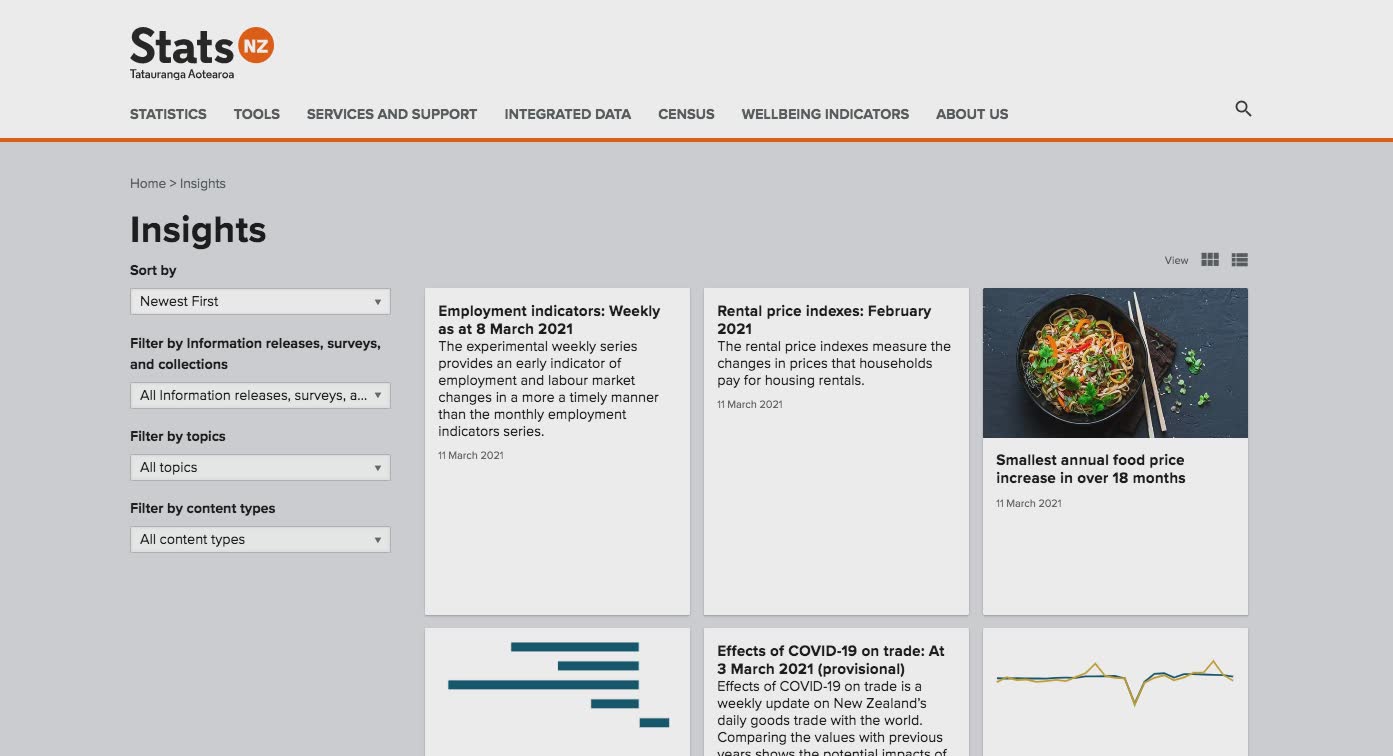 Stats NZ
Tatauranga Aotearoa
STATISTICS TOOLS SERVICES AND SUPPORT INTEGRATED DATA CENSUS WELLBEING INDICATORS ABOUT US
Home > Insights
Insights
Sort by
Newest First
Filter by Information releases, surveys,
and collections
All Information releases, surveys, a...
Filter by topics
All topics
Filter by content types
All content types
View
Employment indicators: Weekly
as at 8 March 2021
The experimental weekly series
provides an early indicator of
employment and labour market
changes in a more a timely manner
than the monthly employment
indicators series.
11 March 2021
Rental price indexes: February
2021
The rental price indexes measure the
changes in prices that households
pay for housing rentals.
11 March 2021
Smallest annual food price
increase in over 18 months
11 March 2021
Effects of COVID-19 on trade: At
3 March 2021 (provisional)
Effects of COVID-19 on trade is a
weekly update on New Zealand's
daily goods trade with the world.
Comparing the values with previous
years shows the potential impacts of